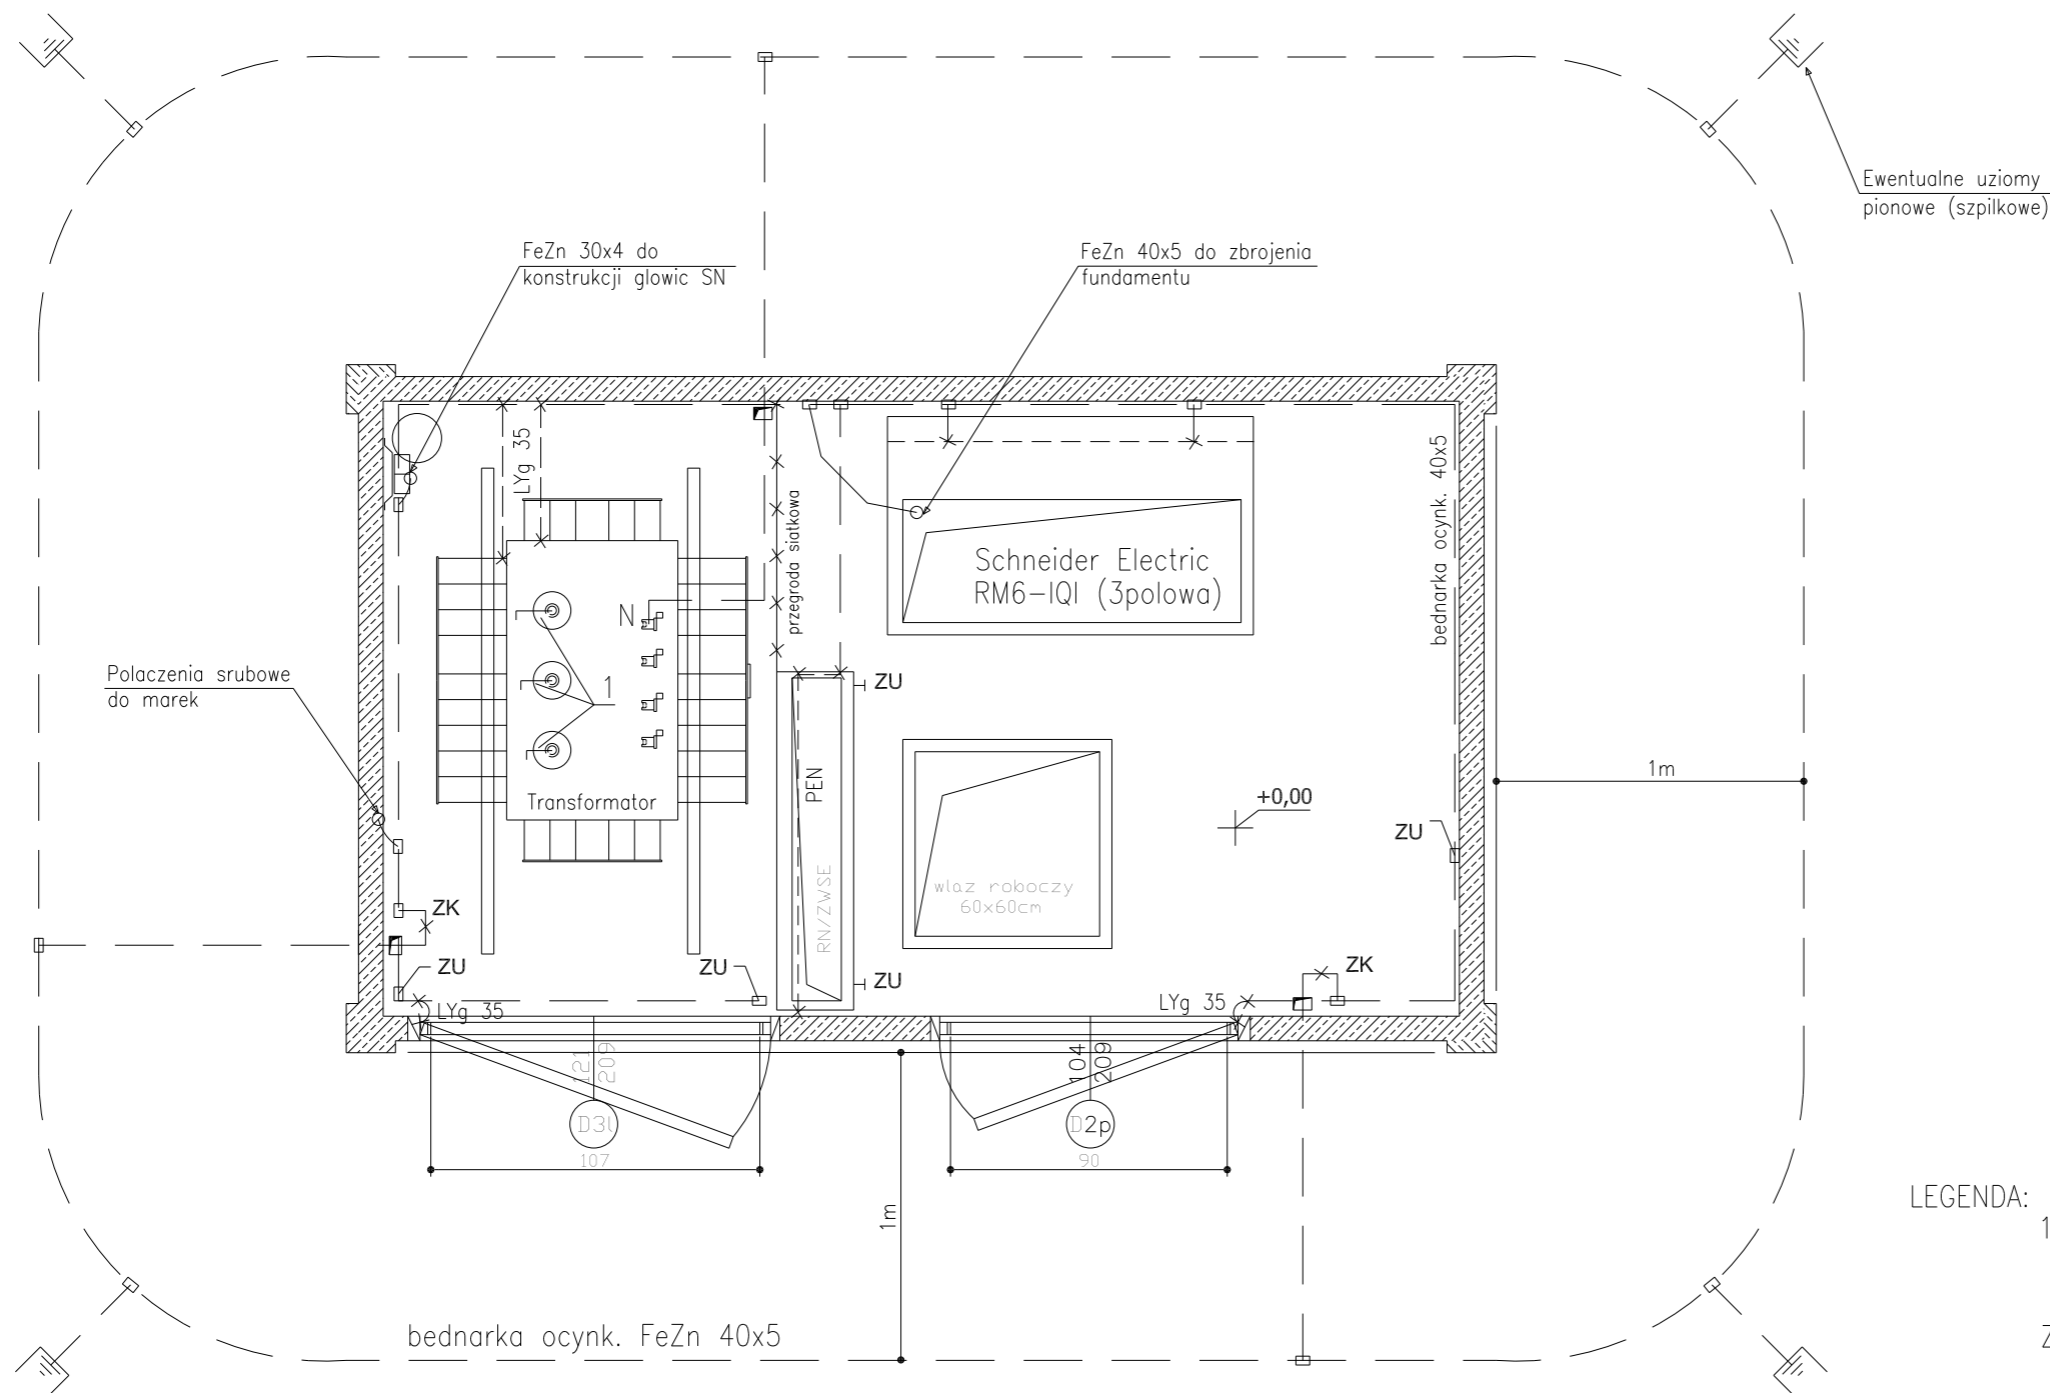 Ewentualne uziomy
pionowe (szpilkowe)
FeZn 30x4 do
konstrukcji glowic SN
FeZn 40x5 do zbrojenia
fundamentu
LYg 35
przegroda siatkowa
bednarka ocynk. 40x5
Schneider Electric
RM6-IQI (3polowa)
N
1
Polaczenia srubowe
do marek
ZU
Transformator
PEN
RN/ZWSE
1m
+0,00
ZU
wlaz roboczy
60x60cm
ZK
ZU
ZU
ZU
ZK
LYg 35
LYg 35
121
209
104
209
D3l
D2p
107
90
1m
LEGENDA:
1
bednarka ocynk. FeZn 40x5
Z